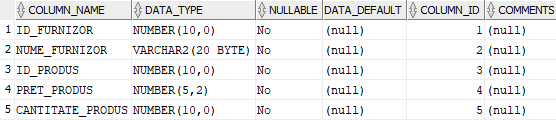 COLUMN_NAME DATA_TYPE NULLABLE DATA_DEFAULT COLUMN_ID COMMENTS
1 ID_FURNIZOR NUMBER(10,0) No (null) 1 (null)
2 NUME_FURNIZOR VARCHAR2(20 BYTE) No (null) 2 (null)
3 ID_PRODUS NUMBER(10,0) No (null) 3 (null)
4 PRET_PRODUS NUMBER(5,2) No (null) 4 (null)
5 CANTITATE_PRODUS NUMBER(10,0) No (null) 5 (null)